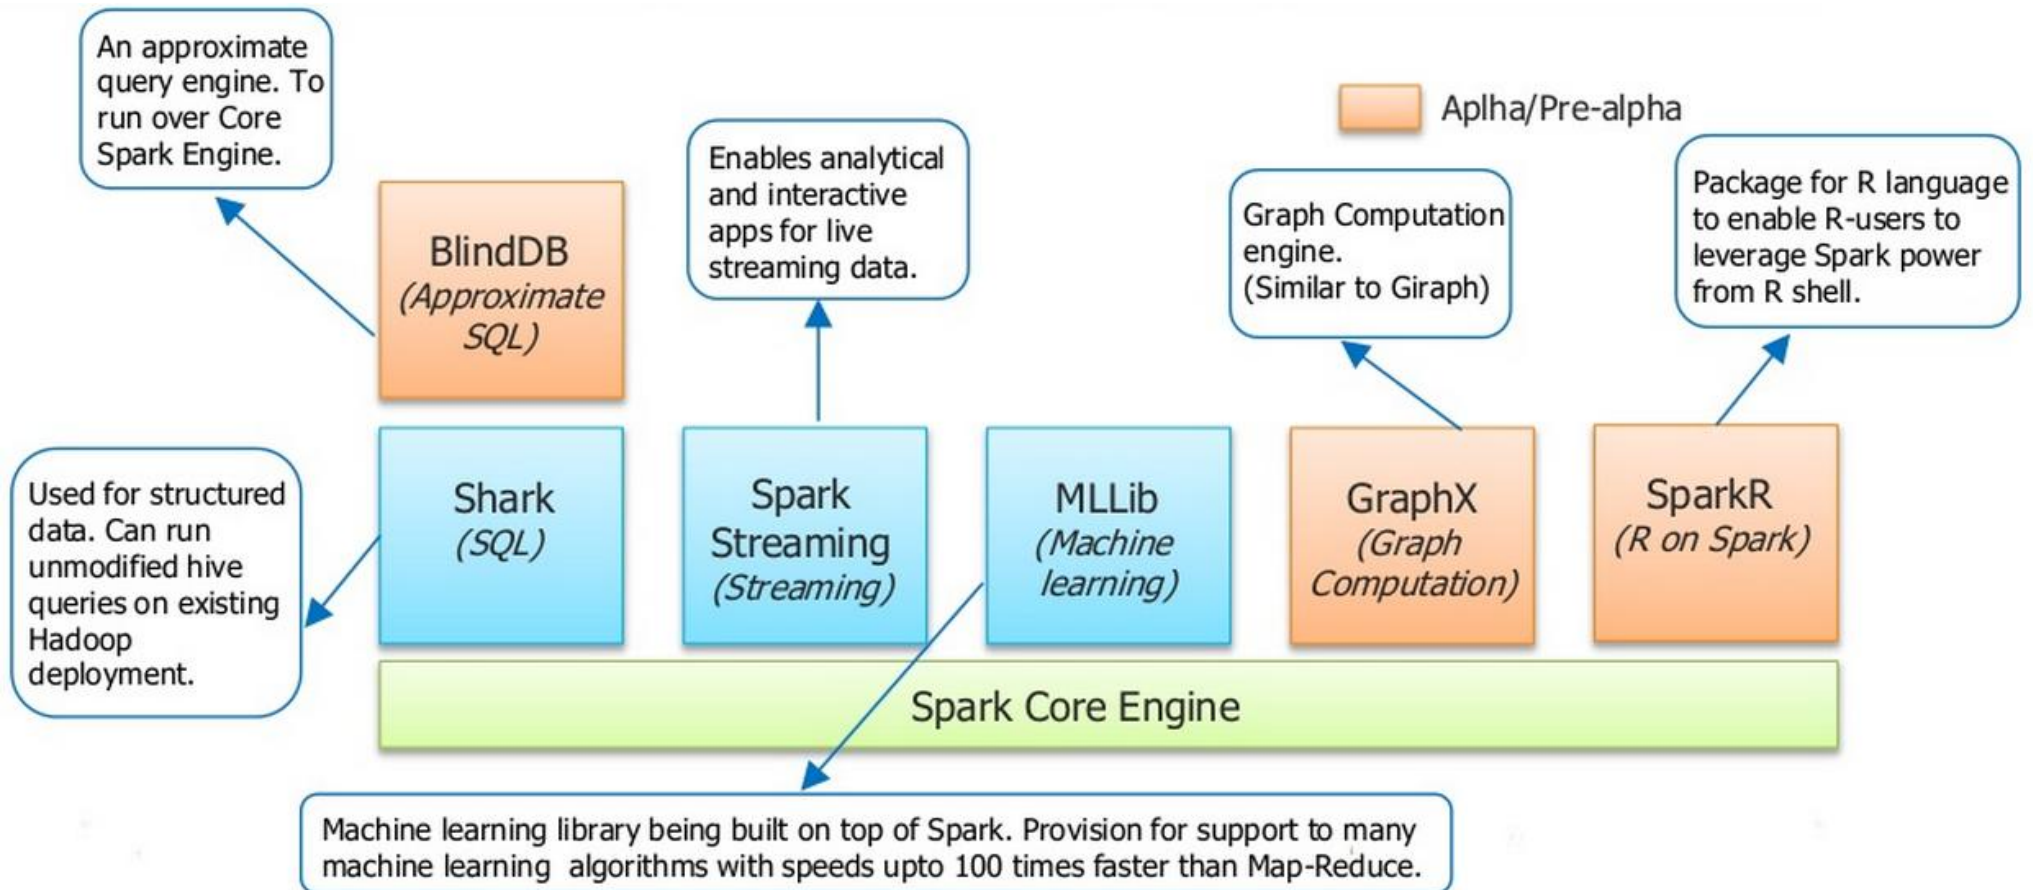 An approximate
query engine. To
run over Core
Spark Engine.
Aplha/Pre-alpha
Enables analytical
and interactive
apps for live
streaming data.
Graph Computation
engine.
(Similar to Giraph)
Package for R language
to enable R-users to
leverage Spark power
from R shell.
BlindDB
(Approximate
SQL)
Used for structured
data. Can run
unmodified hive
queries on existing
Hadoop
deployment.
Shark
(SQL)
Spark
Streaming
(Streaming)
MLLib
(Machine
learning)
GraphX
(Graph
Computation)
SparkR
(R on Spark)
Spark Core Engine
Machine learning library being built on top of Spark. Provision for support to many
machine learning algorithms with speeds upto 100 times faster than Map-Reduce.